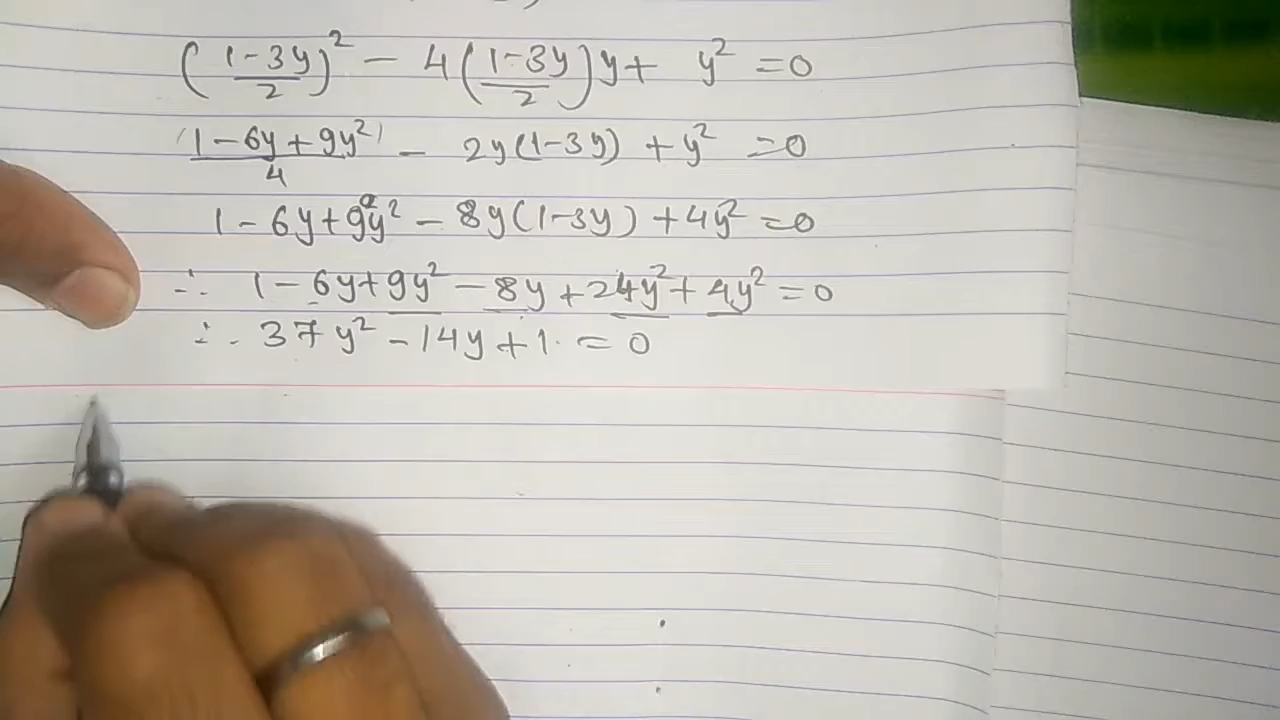 (1-3y/2)² - 4(1-3y/2)y + y² = 0
(1-6y+9y²)/4 - 2y(1-3y) + y² = 0
1-6y+9y² - 8y(1-3y) + 4y² = 0
∴ 1-6y+9y² - 8y + 24y² + 4y² = 0
∴ 37y² - 14y + 1 = 0